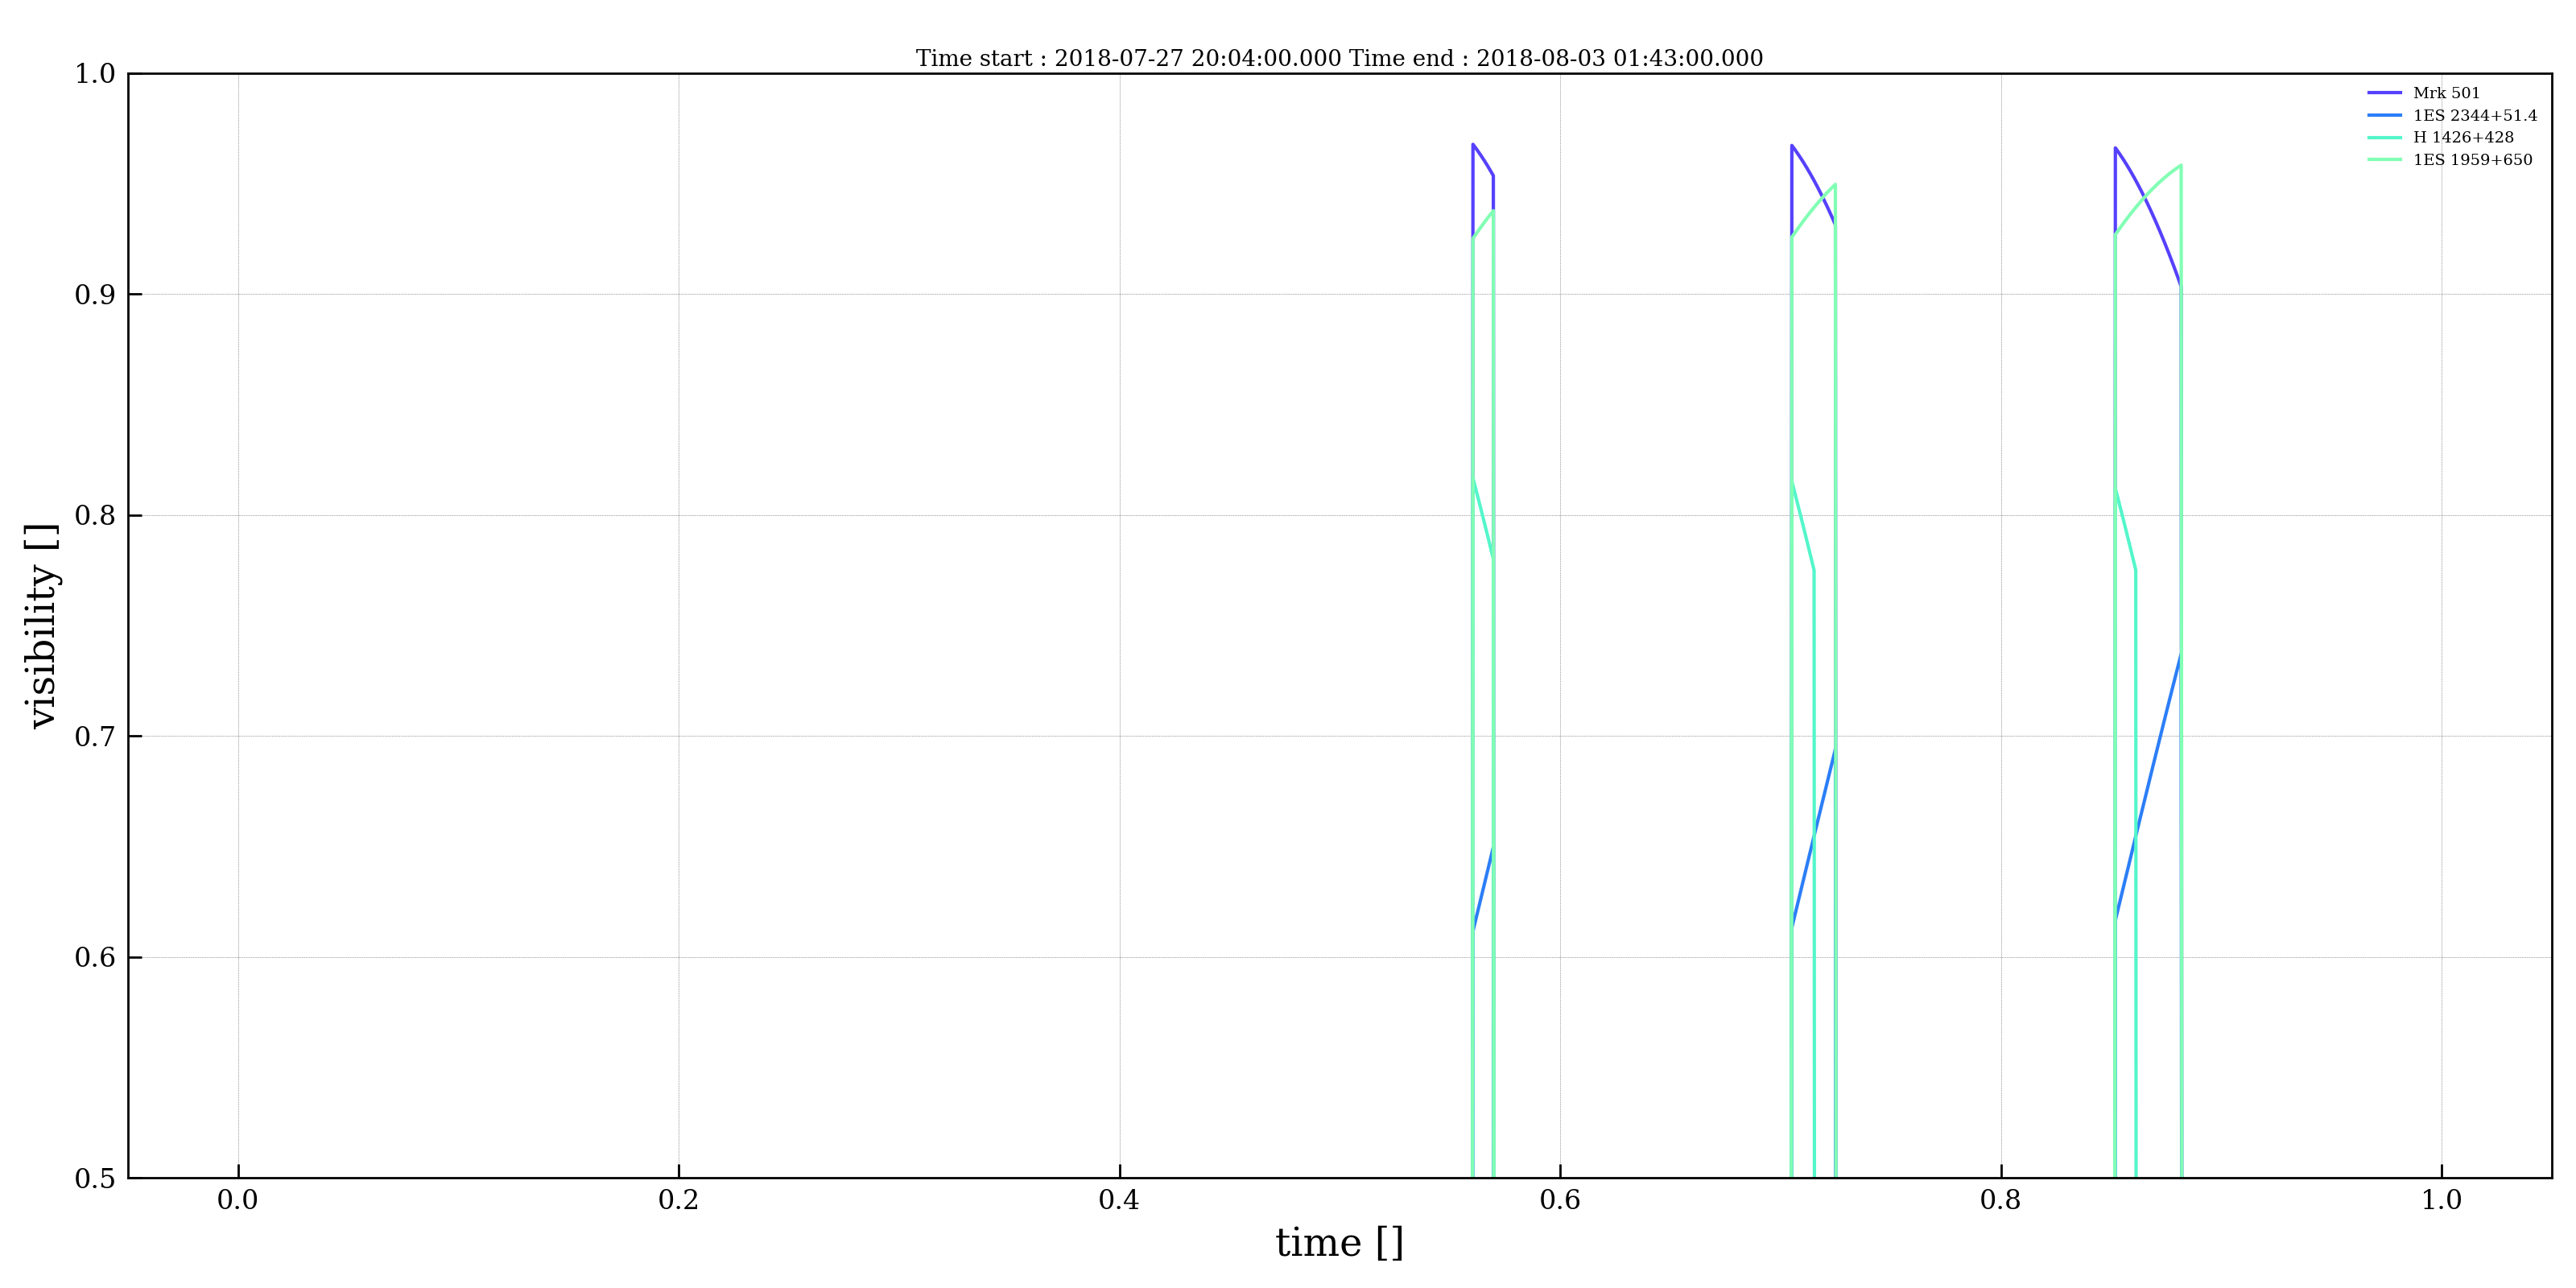 Time start : 2018-07-27 20:04:00.000 Time end : 2018-08-03 01:43:00.000
1.0
0.9
0.8
0.7
0.6
0.5
visibility []
Mrk 501
1ES 2344+51.4
H 1426+428
1ES 1959+650
0.0 0.2 0.4 0.6 0.8 1.0
time []